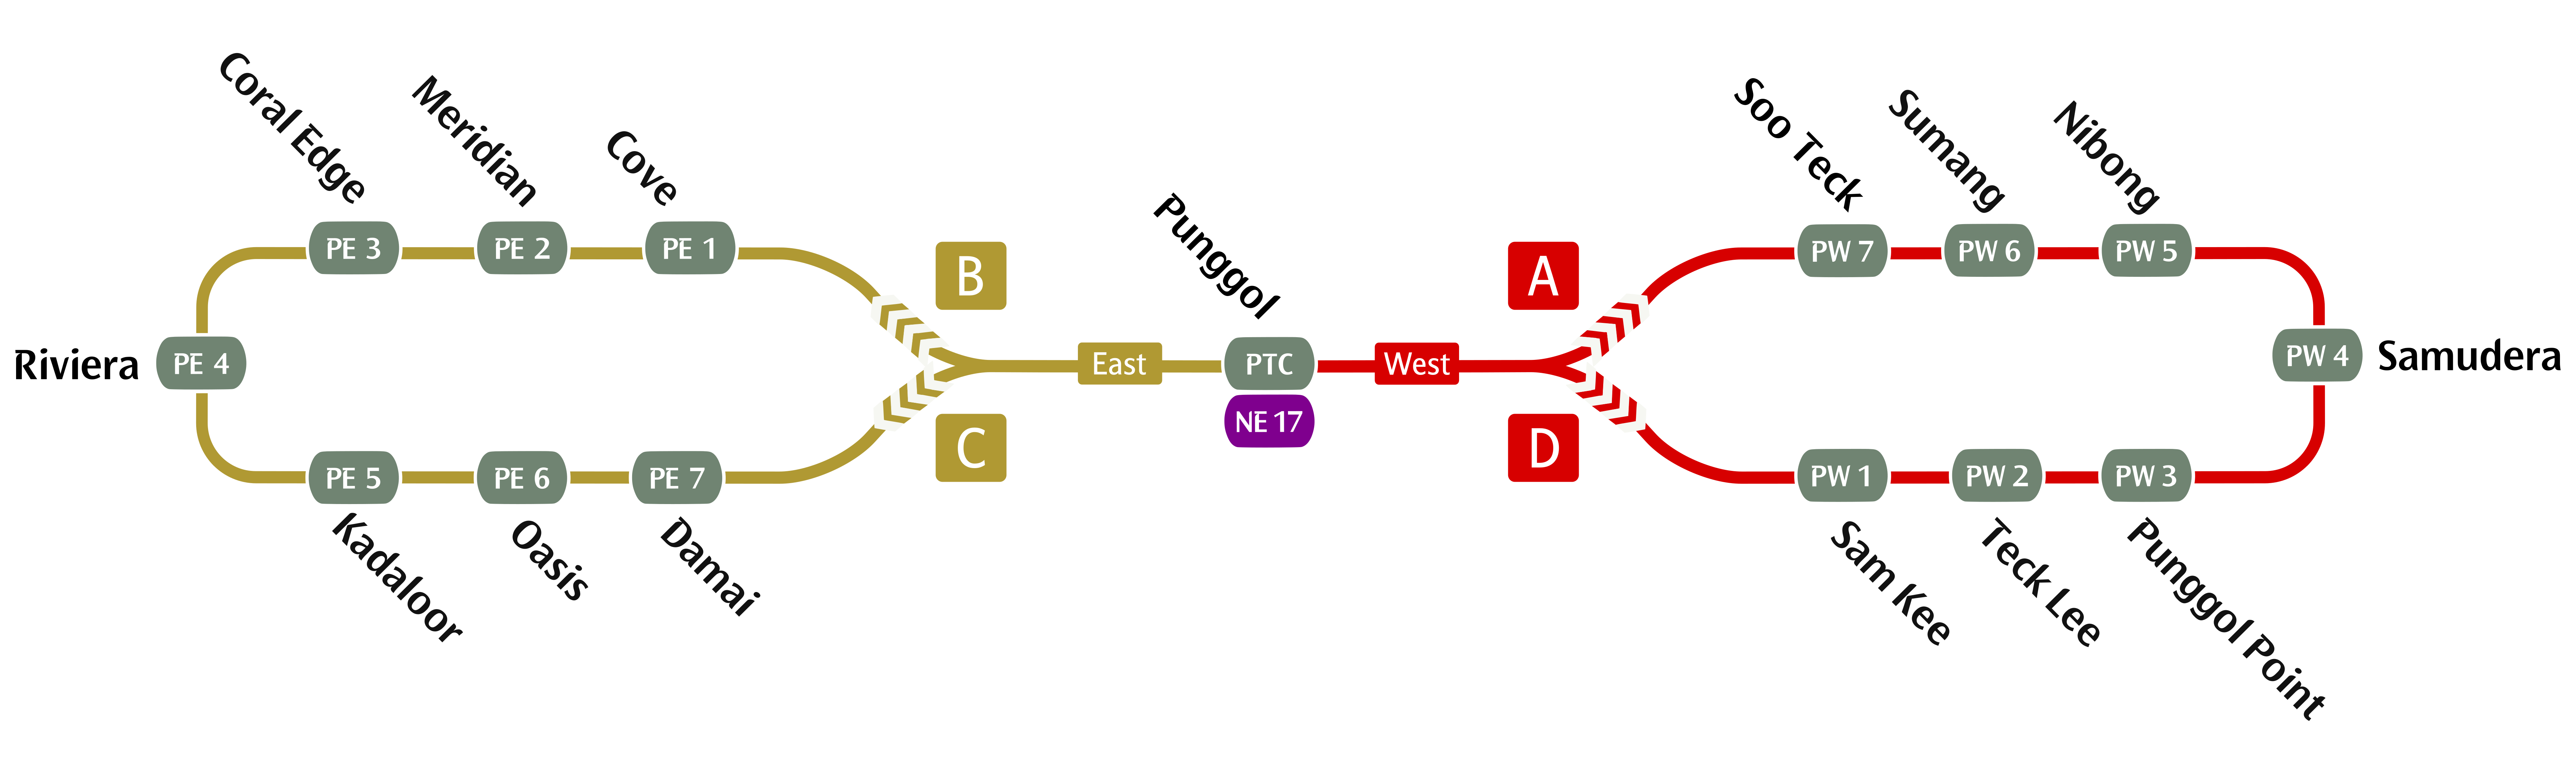 Coral Edge
Meridian
Cove
PE 3
PE 2
PE 1
Riviera
PE 4
PE 5
PE 6
PE 7
Kadaloor
Oasis
Damai
B
C
East
Punggol
PTC
NE 17
West
A
D
Soo Teck
Sumang
Nibong
PW 7
PW 6
PW 5
PW 4
Samudera
PW 1
PW 2
PW 3
Sam Kee
Teck Lee
Punggol Point